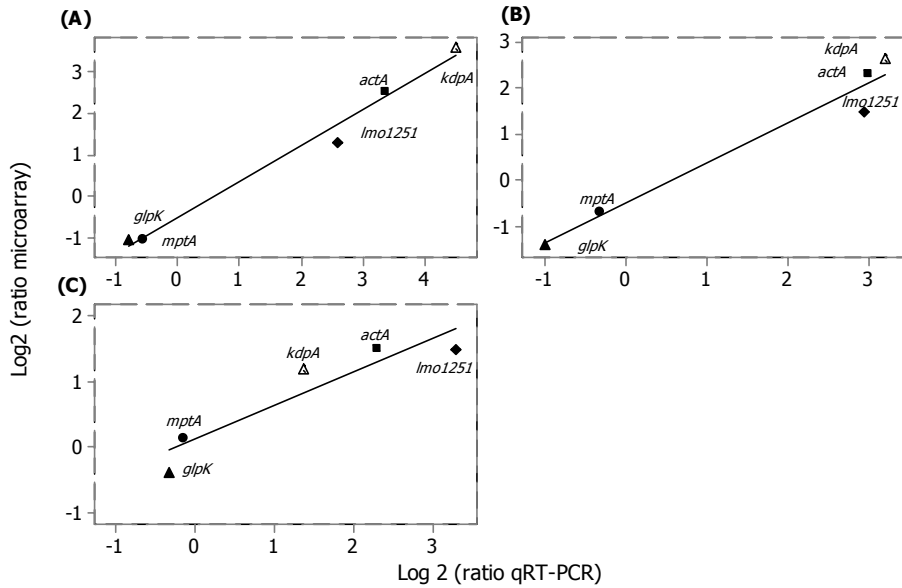 (A)
3
2
1
0
-1
-1 0 1 2 3 4
actA
kdpA
lmo1251
glpK
mptA
(B)
3
2
1
0
-1
-1 0 1 2 3
kdpA
actA
lmo1251
mptA
glpK
(C)
2
1
0
-1
-1 0 1 2 3
actA
kdpA
lmo1251
mptA
glpK
Log2 (ratio microarray)
Log 2 (ratio qRT-PCR)